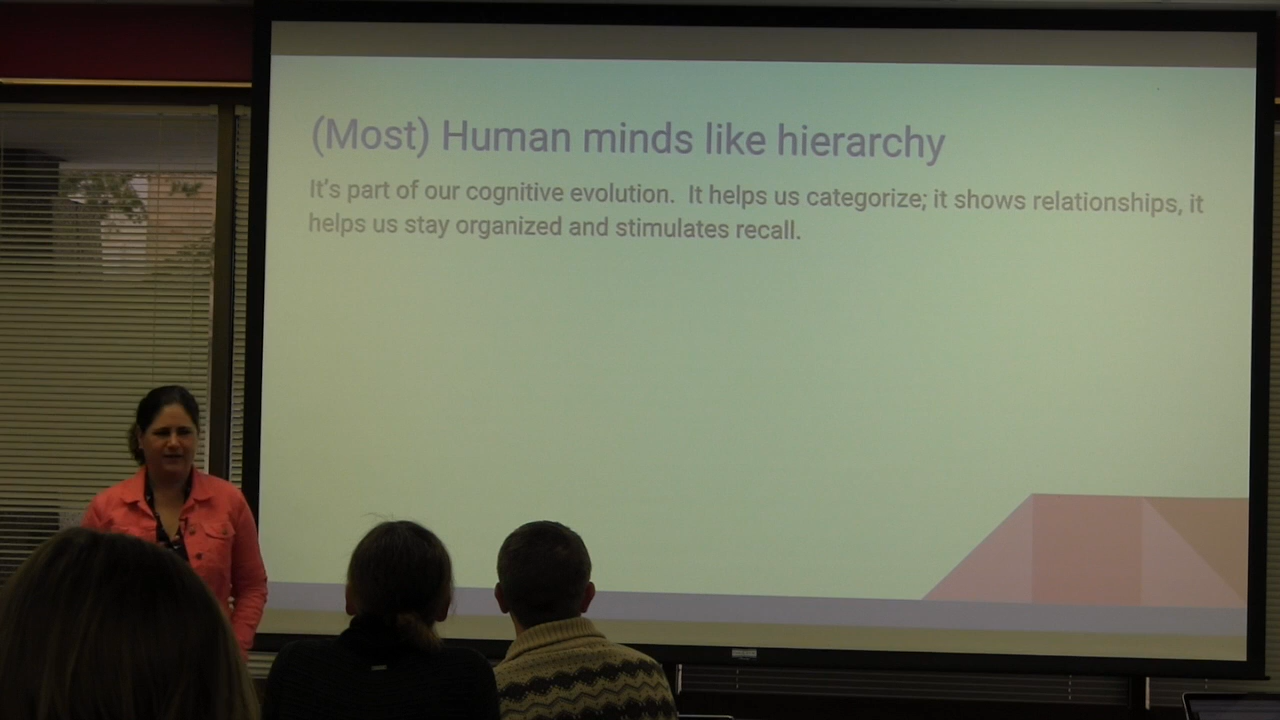 (Most) Human minds like hierarchy
It's part of our cognitive evolution.  It helps us categorize; it shows relationships, it
helps us stay organized and stimulates recall.